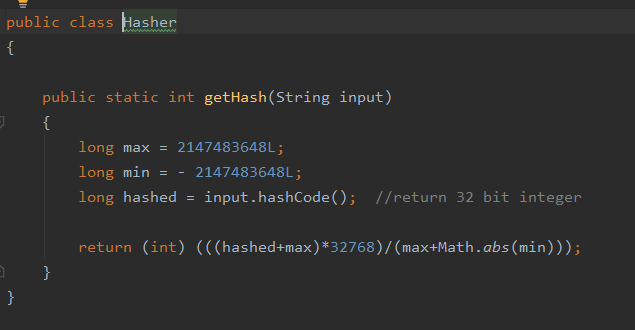 public class Hasher
{
public static int getHash(String input)
{
long max = 2147483648L;
long min = - 2147483648L;
long hashed = input.hashCode();  //return 32 bit integer
return (int) (((hashed+max)*32768)/(max+Math.abs(min)));
}
}